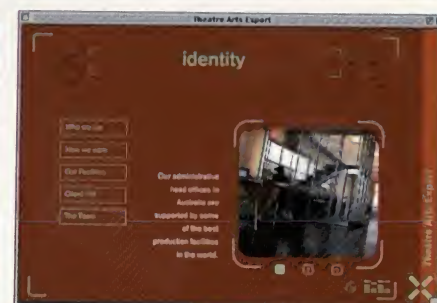 Theatre Arts Export
identity
Who we are
How we work
Our Facilities
Client list
The Team
Our administrative
head offices in
Australia are
supported by some
of the best
production facilities
in the world.
Theatre Arts Export